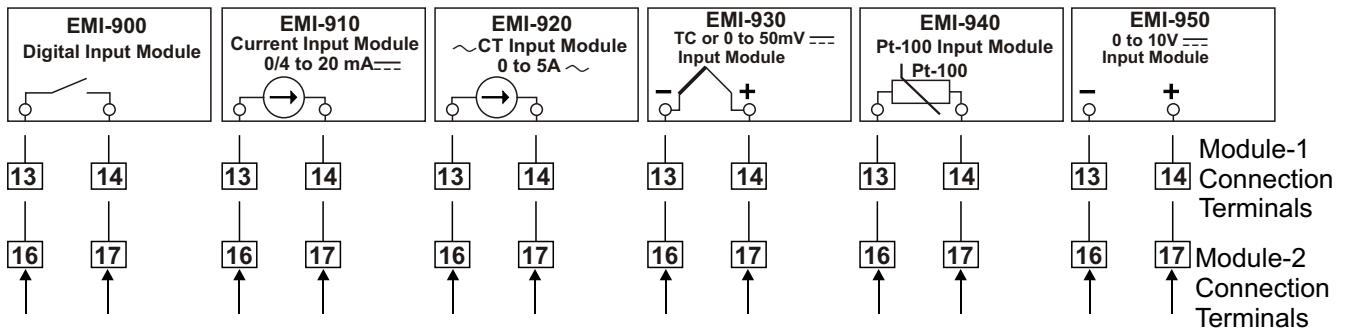 EMI-900
Digital Input Module
EMI-910
Current Input Module
0/4 to 20 mA
EMI-920
CT Input Module
0 to 5A
EMI-930
TC or 0 to 50mV
Input Module
− +
EMI-940
Pt-100 Input Module
Pt-100
EMI-950
0 to 10V
Input Module
− +
13 14 13 14 13 14 13 14 13 14 13 14
Module-1
Connection
Terminals
16 17 16 17 16 17 16 17 16 17 16 17
Module-2
Connection
Terminals